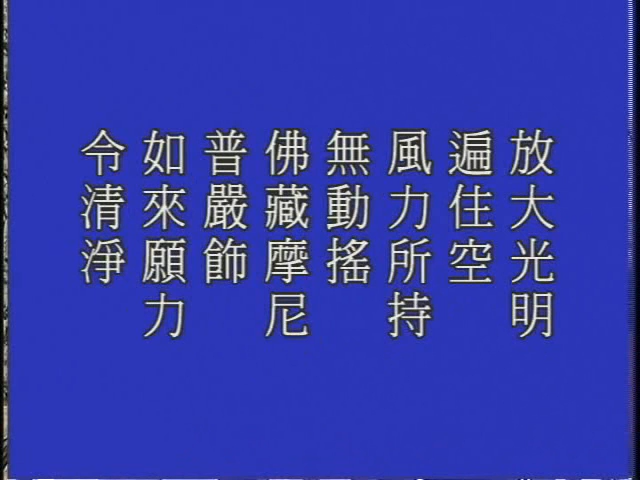 放大光明
遍住空
風力所持
無動搖
佛藏摩尼
普嚴飾
如來願力
令清淨